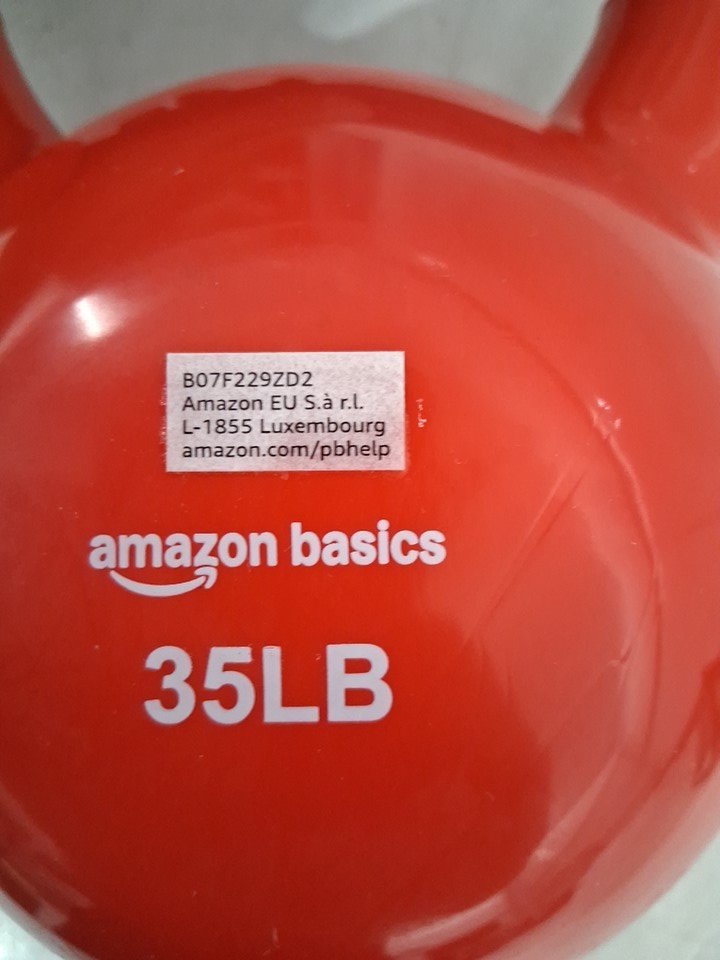 B07F229ZD2
Amazon EU S.à r.l.
L-1855 Luxembourg
amazon.com/pbhelp
amazon basics
35LB